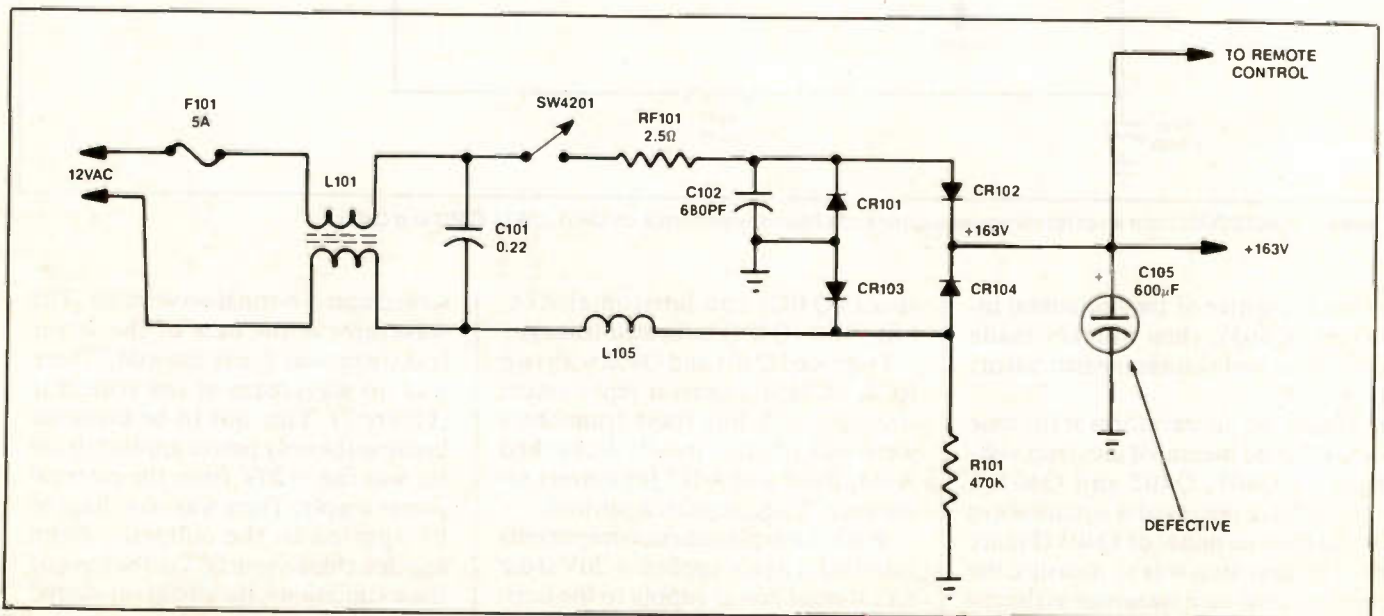 TO REMOTE
CONTROL
F101
5A
SW4201
RF101
2.5Ω
12VAC
L101
C101
0.22
C102
680PF
CR101
CR102
+163V
+163V
CR103
CR104
C105
600µF
+
L105
R101
470K
DEFECTIVE